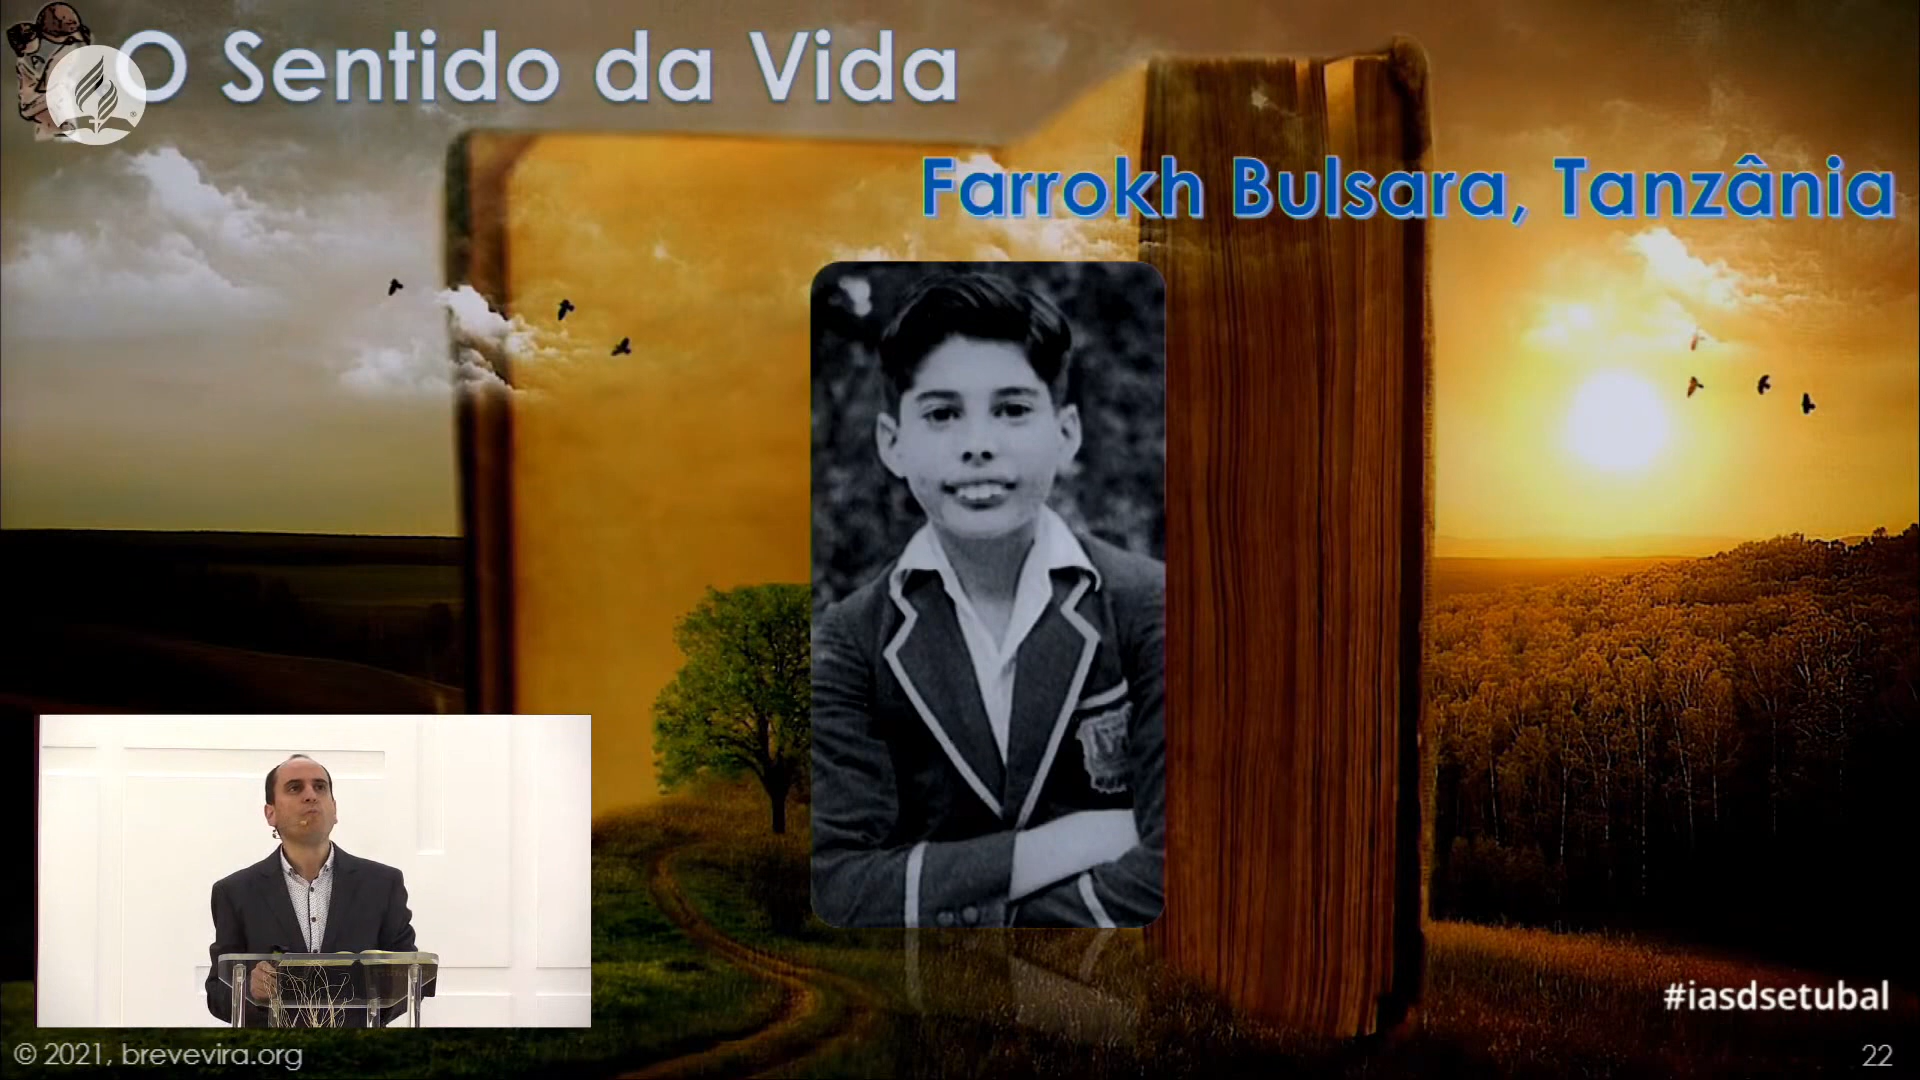 O Sentido da Vida
Farrokh Bulsara, Tanzânia
#iasdsetubal
© 2021, brevevira.org
22